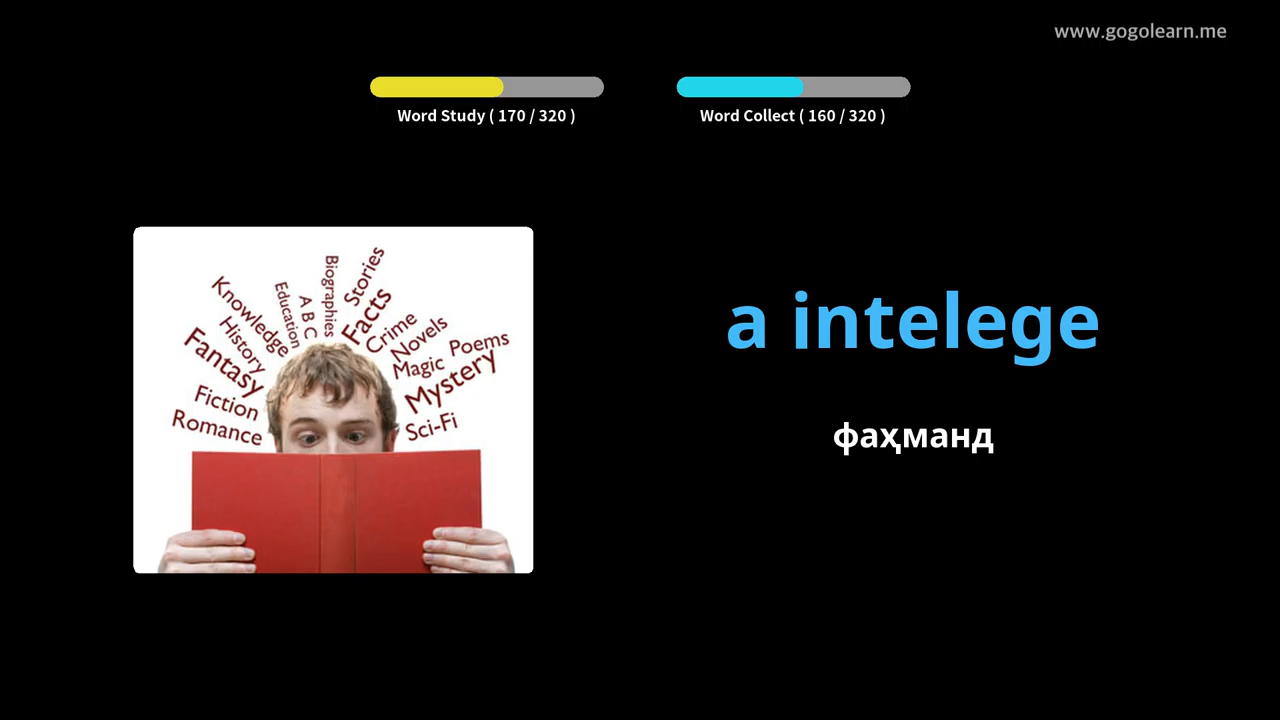 www.gogolearn.me
Word Study ( 170 / 320 )
Word Collect ( 160 / 320 )
a intelege
фаҳманд
Knowledge
History
Fantasy
Fiction
Romance
Education
A B C
Biographies
Stories
Facts
Crime
Novels
Magic
Poems
Mystery
Sci-Fi